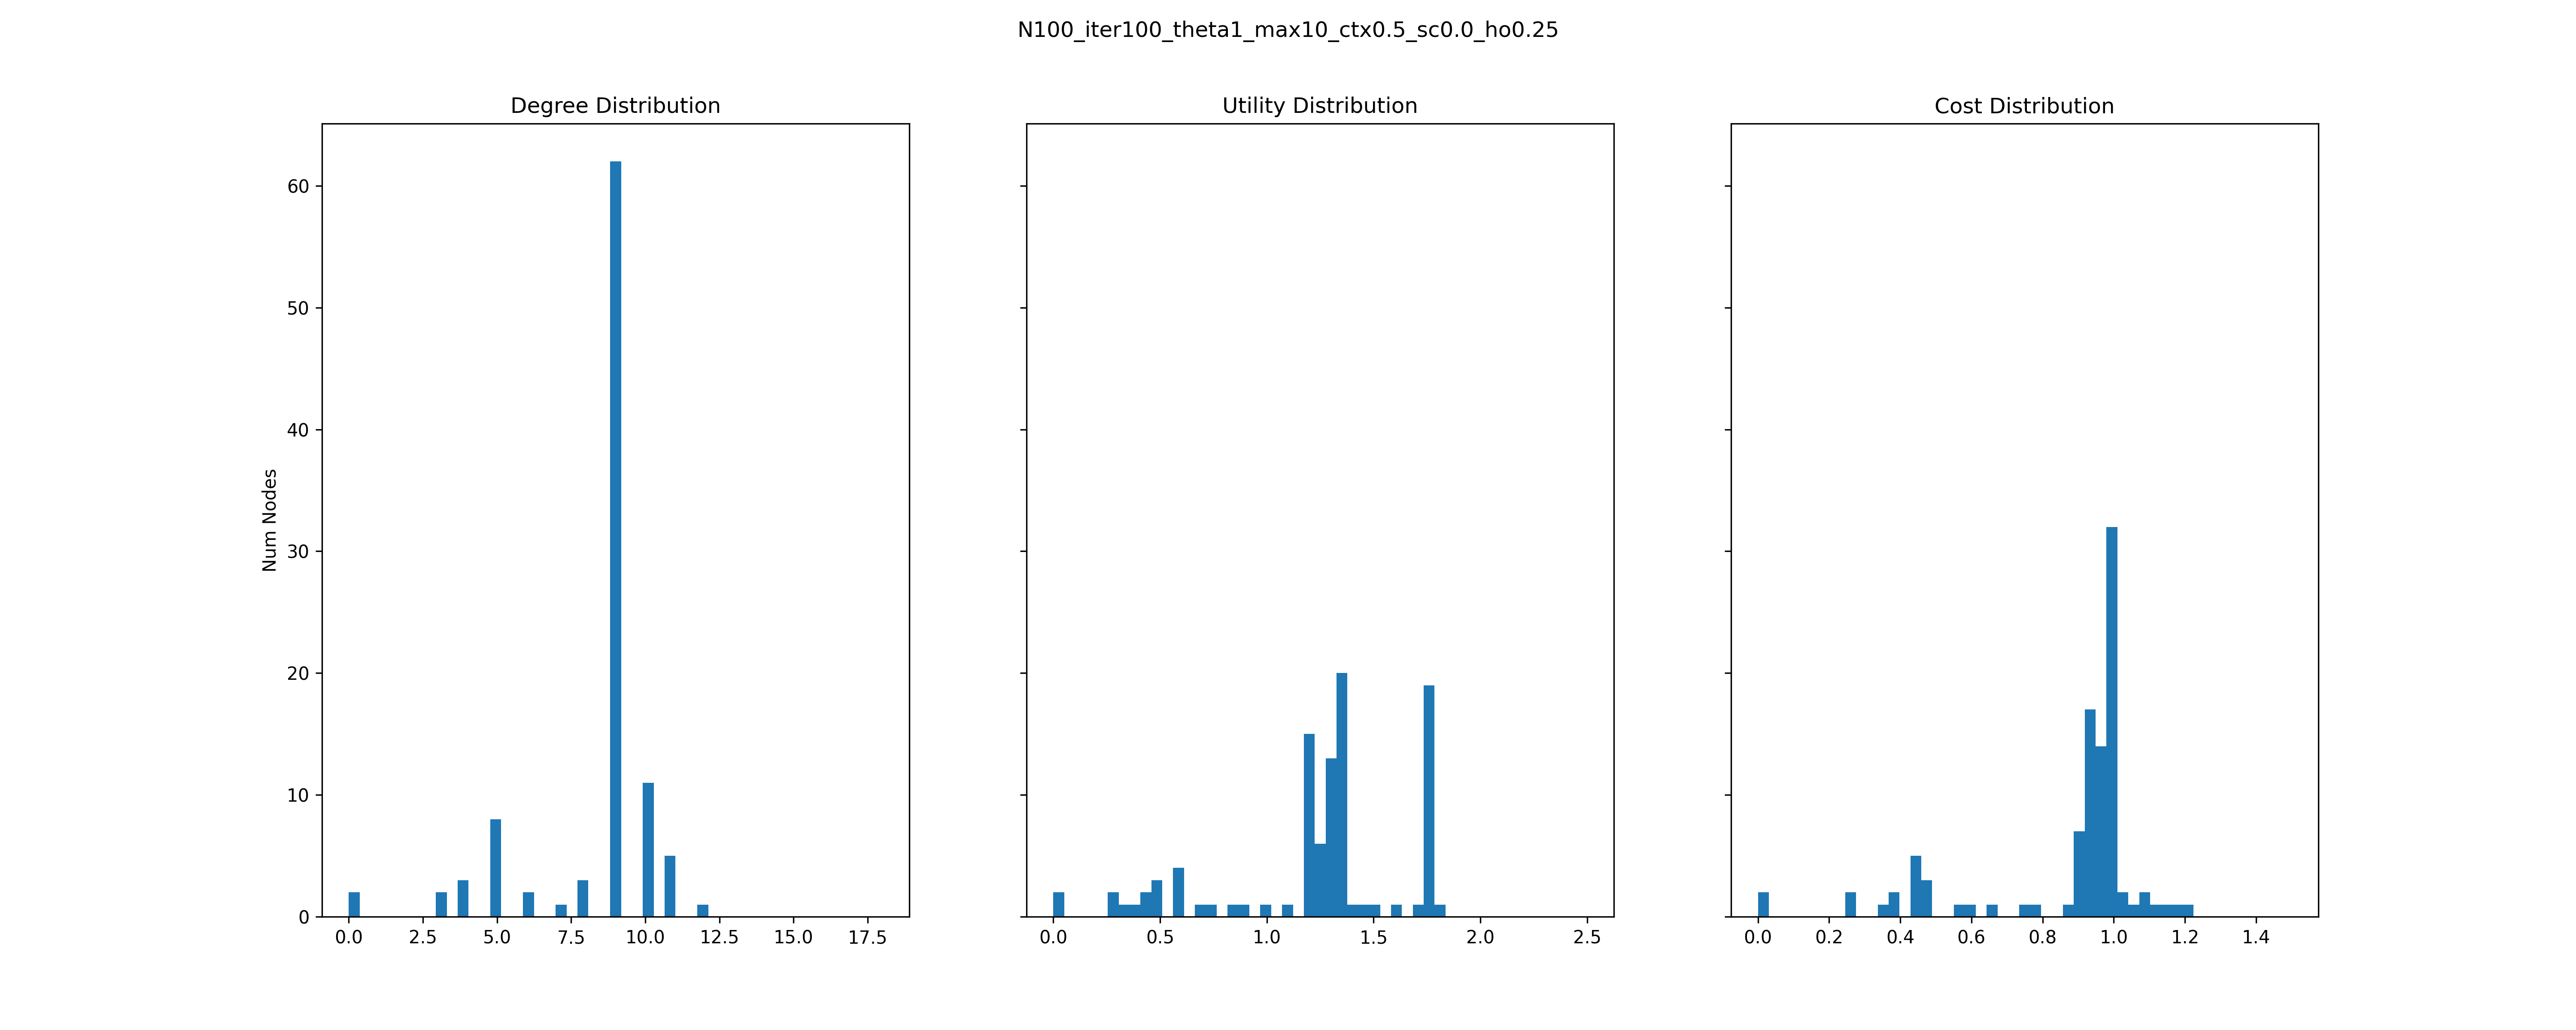 N100_iter100_theta1_max10_ctx0.5_sc0.0_ho0.25
Degree Distribution
Utility Distribution
Cost Distribution
Num Nodes
60
50
40
30
20
10
0
0.0 2.5 5.0 7.5 10.0 12.5 15.0 17.5
0.0 0.5 1.0 1.5 2.0 2.5
0.0 0.2 0.4 0.6 0.8 1.0 1.2 1.4